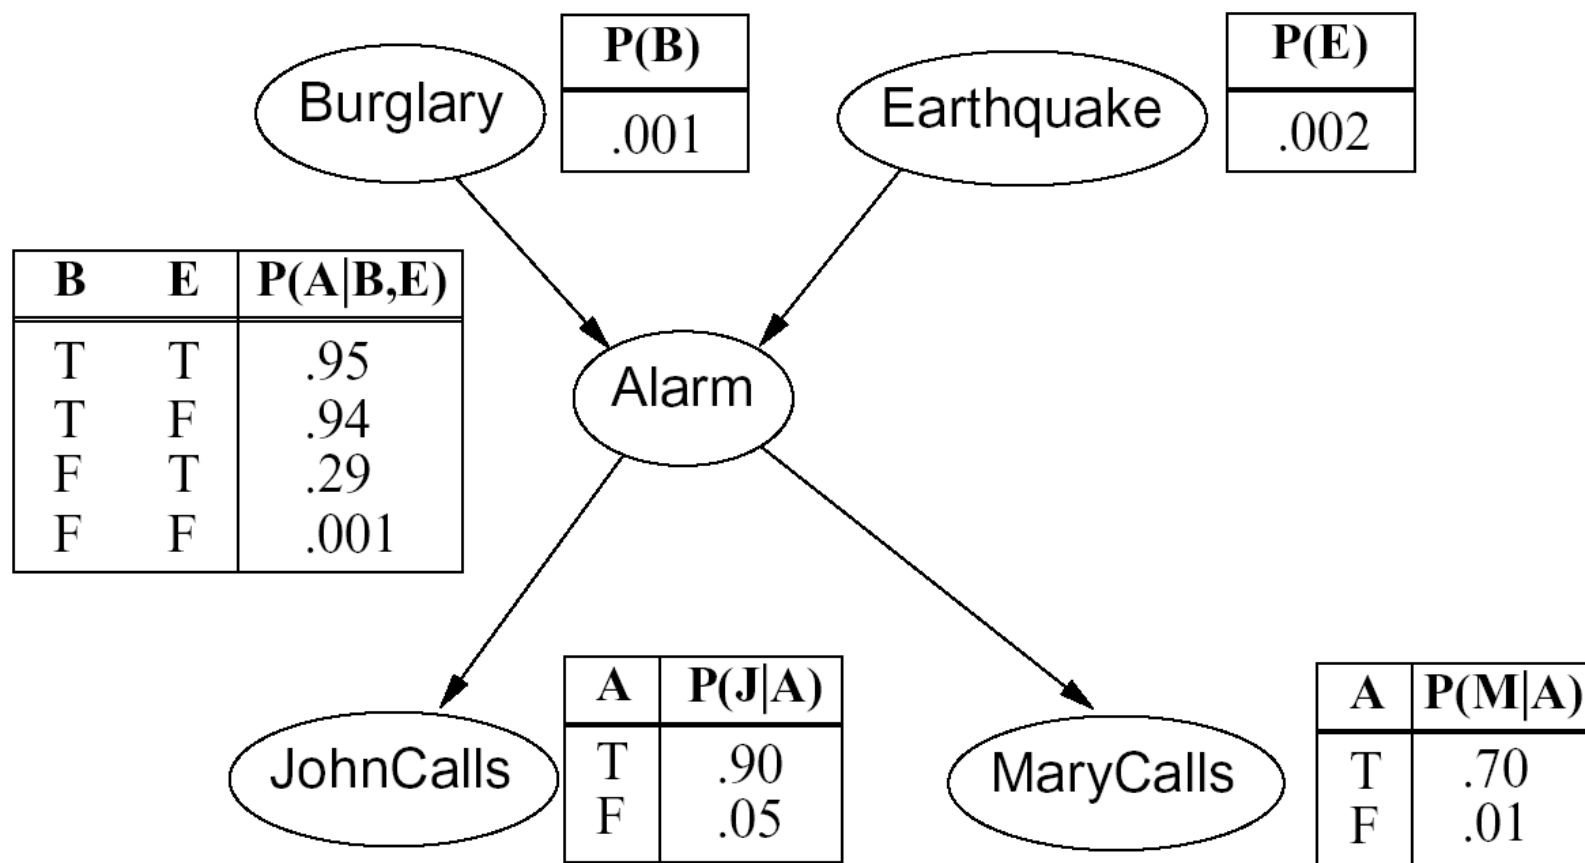 Burglary
P(B)
.001
Earthquake
P(E)
.002
B E P(A|B,E)
T T .95
T F .94
F T .29
F F .001
Alarm
JohnCalls
A P(J|A)
T .90
F .05
MaryCalls
A P(M|A)
T .70
F .01